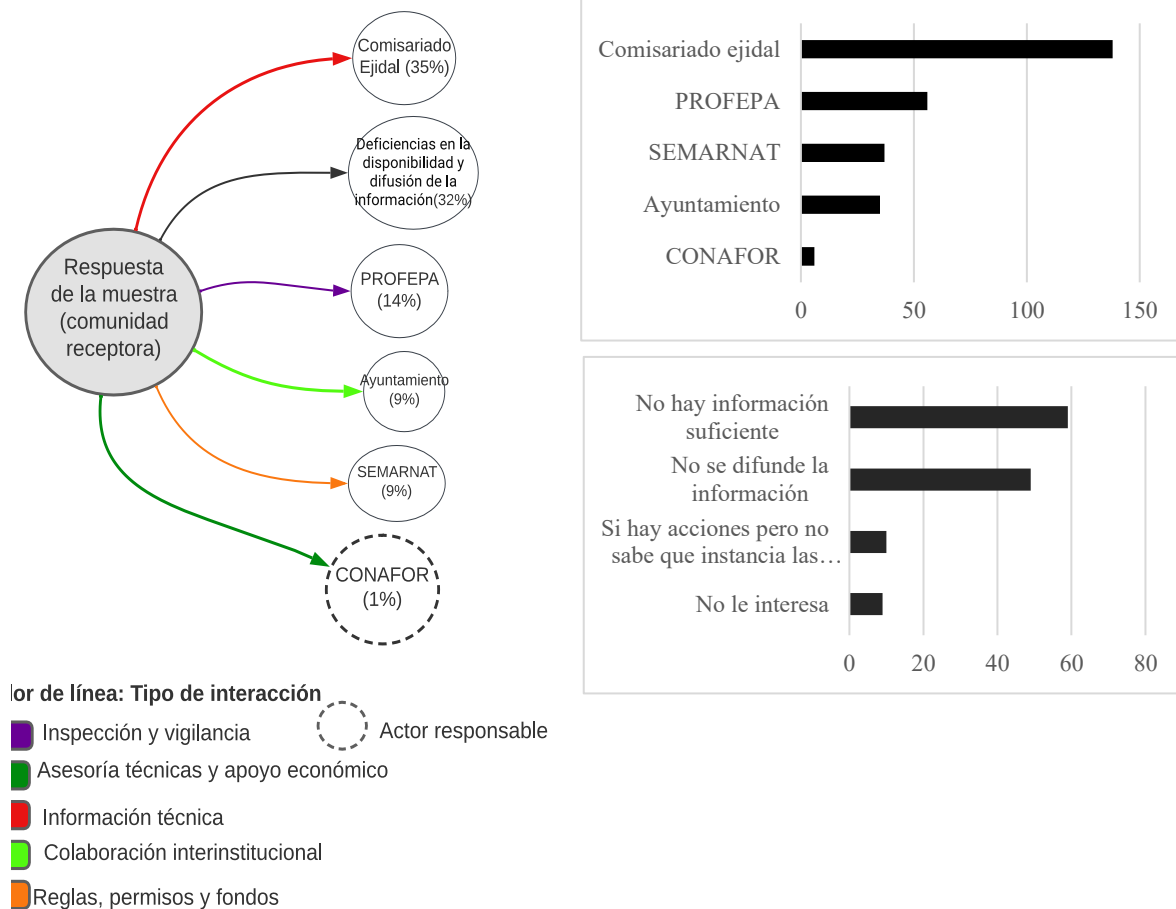 Comisariado
Ejidal (35%)
Deficiencias en la
disponibilidad y
difusión de la
información(32%)
PROFEPA
(14%)
Ayuntamiento
(9%)
SEMARNAT
(9%)
CONAFOR
(1%)
Respuesta
de la muestra
(comunidad
receptora)
lor de línea: Tipo de interacción
Inspección y vigilancia
Actor responsable
Asesoría técnicas y apoyo económico
Información técnica
Colaboración interinstitucional
Reglas, permisos y fondos
Comisariado ejidal
PROFEPA
SEMARNAT
Ayuntamiento
CONAFOR
0 50 100 150
No hay información
suficiente
No se difunde la
información
Si hay acciones pero no
sabe que instancia las…
No le interesa
0 20 40 60 80